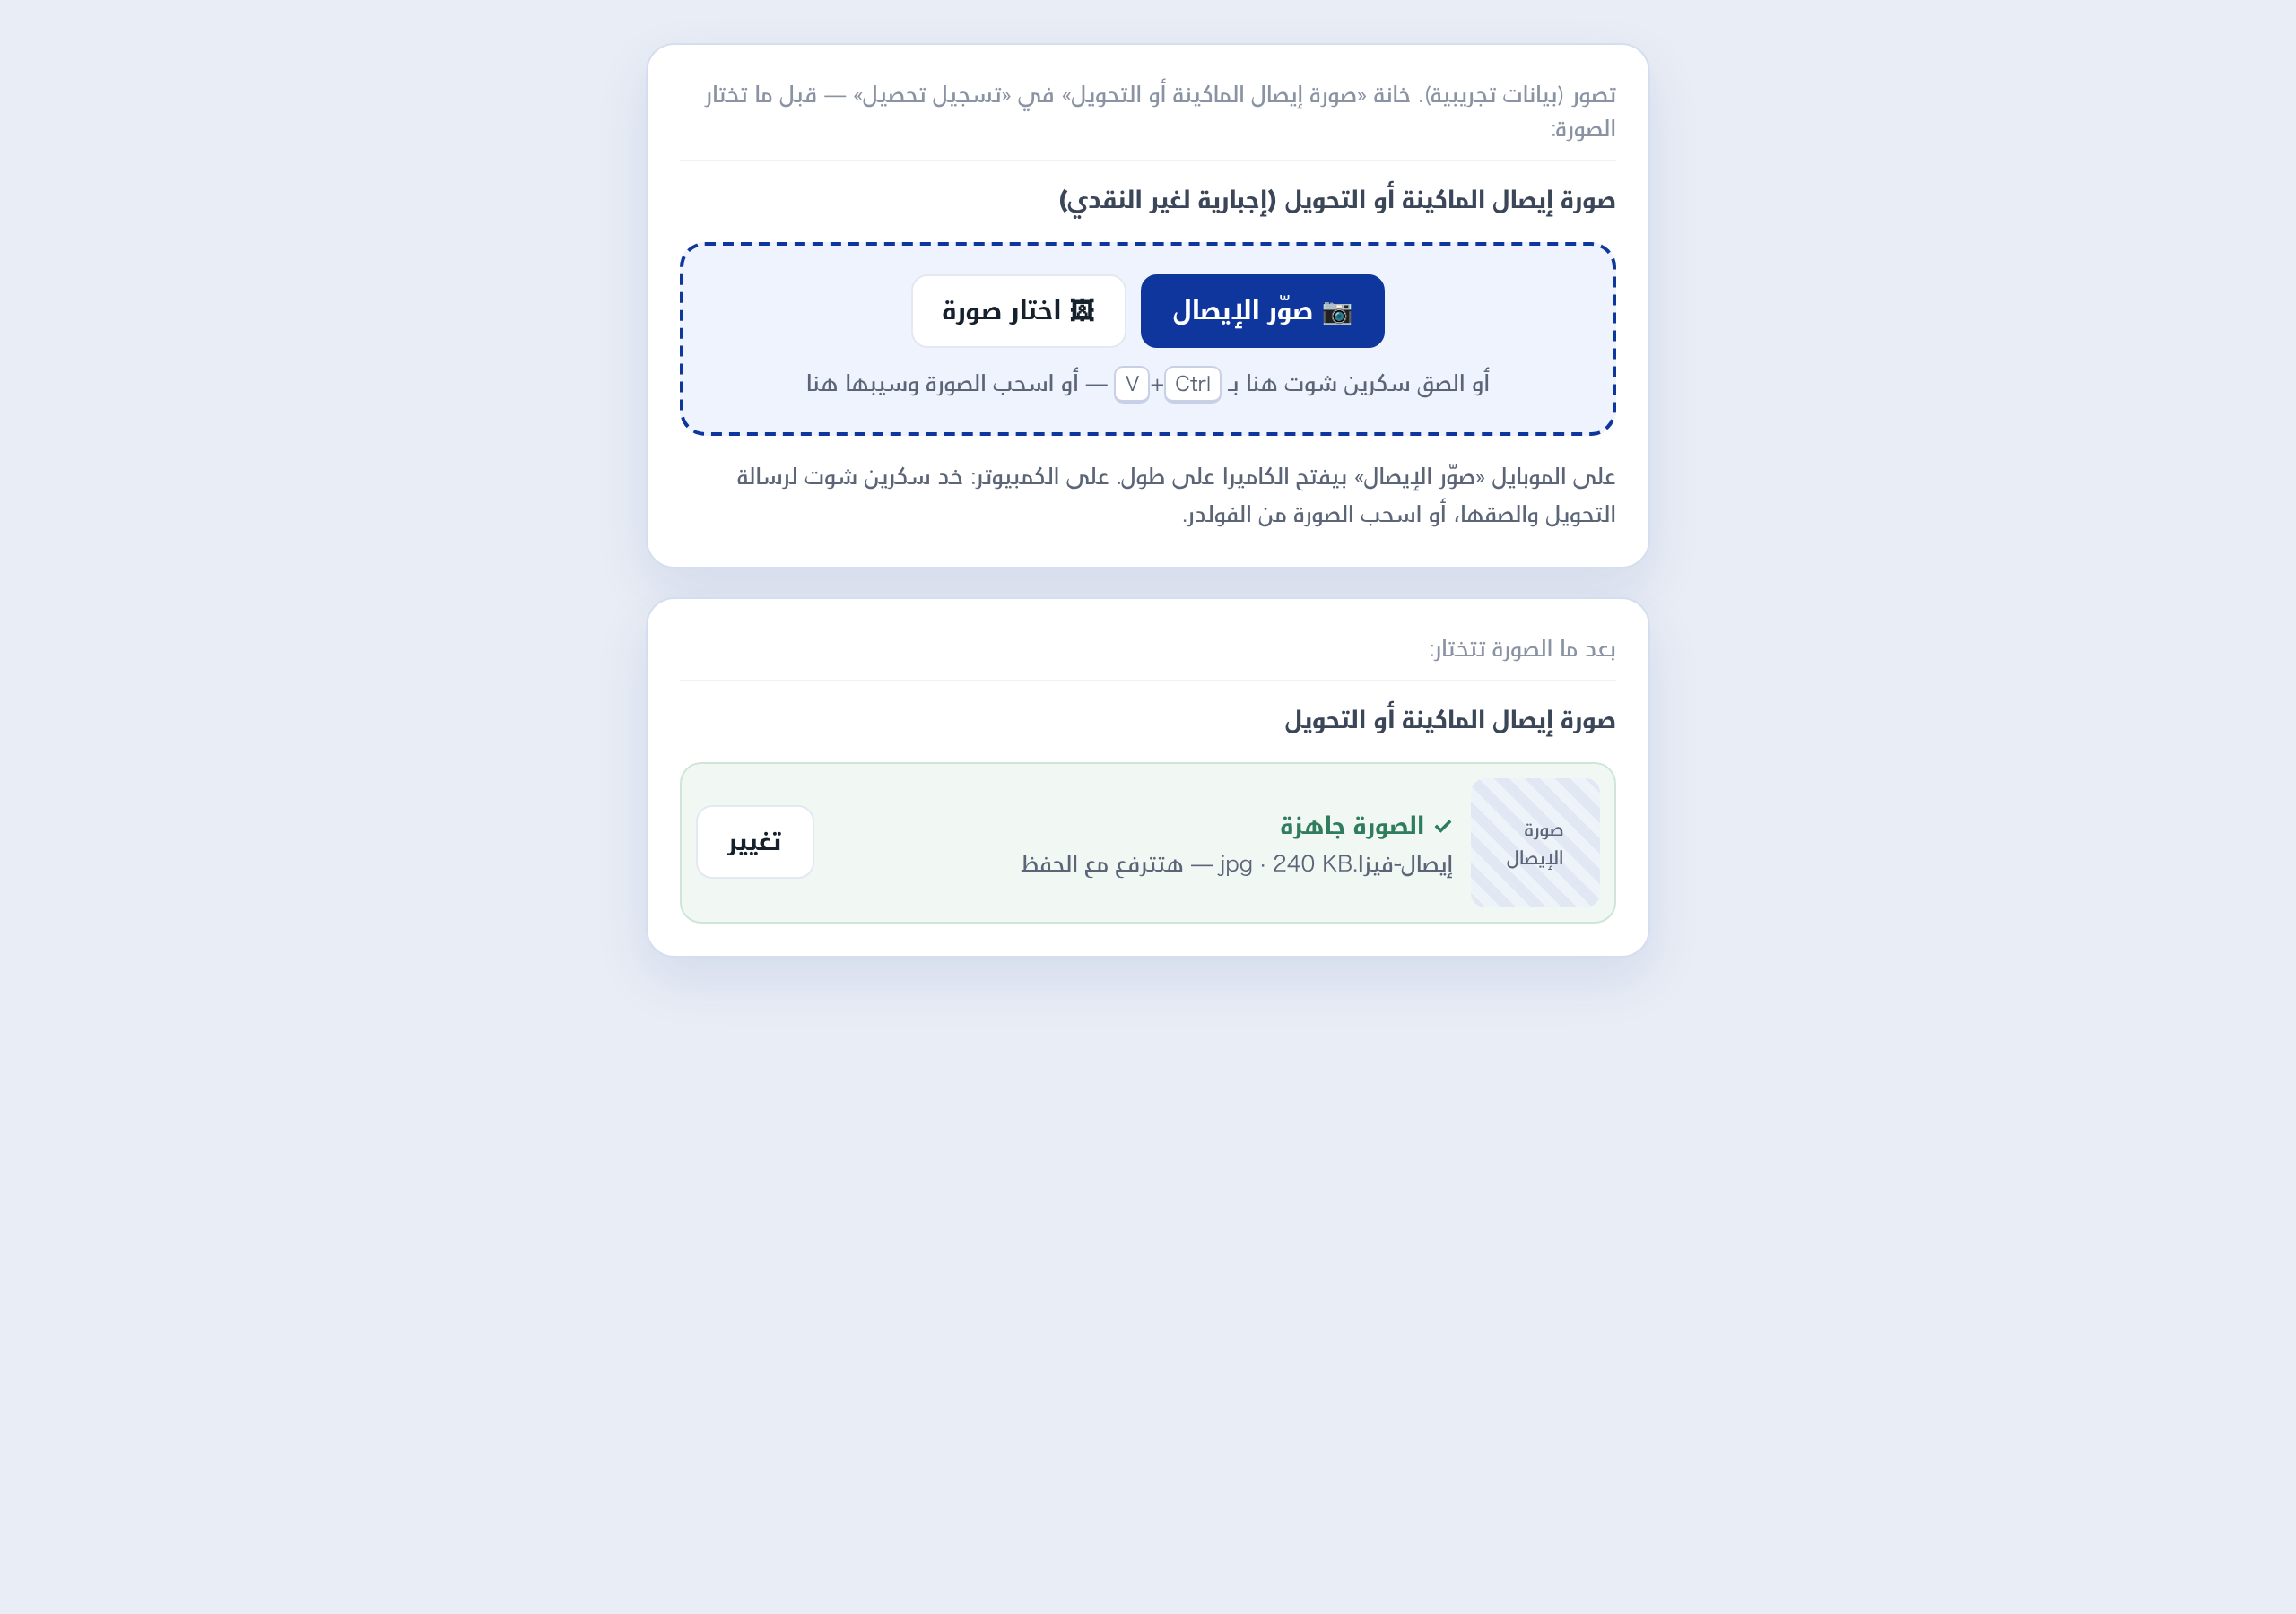 تصور (بيانات تجريبية). خانة «صورة إيصال الماكينة أو التحويل» في «تسجيل تحصيل» — قبل ما تختار
الصورة:
صورة إيصال الماكينة أو التحويل (إجبارية لغير النقدي)
📷 صوّر الإيصال
🖼 اختار صورة
أو الصق سكرين شوت هنا بـ Ctrl+V — أو اسحب الصورة وسيبها هنا
على الموبايل «صوّر الإيصال» بيفتح الكاميرا على طول. على الكمبيوتر: خد سكرين شوت لرسالة
التحويل والصقها، أو اسحب الصورة من الفولدر.
بعد ما الصورة تتختار:
صورة إيصال الماكينة أو التحويل
صورة
الإيصال
✓ الصورة جاهزة
إيصال-فيزا.jpg · 240 KB — هتترفع مع الحفظ
تغيير